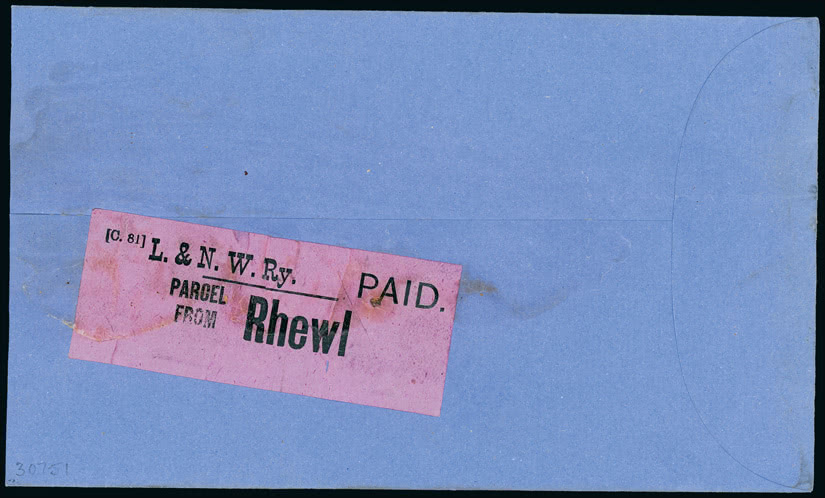 [C. 81] L. & N. W. Ry.
PAID.
PARCEL
FROM
Rhewl
30751